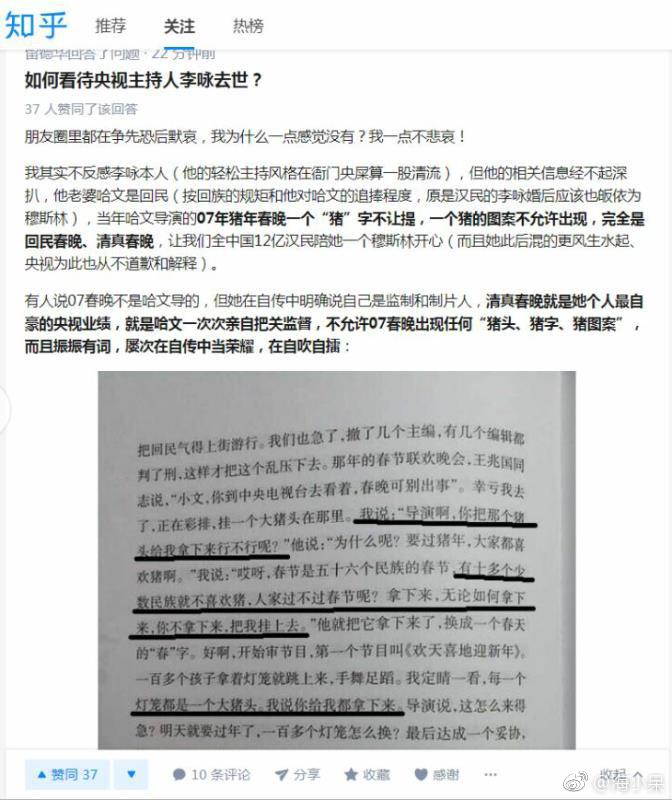 知乎 推荐 关注 热榜
留德华回答了问题 · 22 分钟前
如何看待央视主持人李咏去世？
37 人赞同了该回答
朋友圈里都在争先恐后默哀，我为什么一点感觉没有？我一点不悲哀！
我其实不反感李咏本人（他的轻松主持风格在衙门央屎算一股清流），但他的相关信息经不起深
扒，他老婆哈文是回民（按回族的规矩和他对哈文的追捧程度，原是汉民的李咏婚后应该也皈依为
穆斯林），当年哈文导演的07年猪年春晚一个“猪”字不让提，一个猪的图案不允许出现，完全是
回民春晚、清真春晚，让我们全中国12亿汉民陪她一个穆斯林开心（而且她此后混的更风生水起、
央视为此也从不道歉和解释）。
有人说07春晚不是哈文导的，但她在自传中明确说自己是监制和制片人，清真春晚就是她个人最自
豪的央视业绩，就是哈文一次次亲自把关监督，不允许07春晚出现任何“猪头、猪字、猪图案”，
而且振振有词，屡次在自传中当荣耀，在自吹自擂：
把回民气得上街游行。我们也急了，撤了几个主编，有几个编辑都
判了刑，这样才把这个乱压下去。那年的春节联欢晚会，王兆国同
志说，“小文，你到中央电视台去看着，春晚可别出事”。幸亏我去
了，正在彩排，挂一个大猪头在那里。我说：“导演啊，你把那个猪
头给我拿下来行不行呢？”他说：“为什么呢？要过猪年，大家都喜
欢猪啊。”我说：“哎呀，春节是五十六个民族的春节，有十多个少
数民族就不喜欢猪，人家过不过春节呢？拿下来，无论如何拿下
来，你不拿下来，把我挂上去。”他就把它拿下来了，换成一个春天
的“春”字。好啊，开始审节目，第一个节目叫《欢天喜地迎新年》。
一百多个孩子拿着灯笼就跳上来，手舞足蹈。我定睛一看，每一个
灯笼都是一个大猪头。我说你给我都拿下来。导演说，这怎么来得
急？明天就要过年了，一百多个灯笼怎么换？最后达成一个妥协，
赞同 37 10 条评论 分享 收藏 感谢 收起
@海小呆